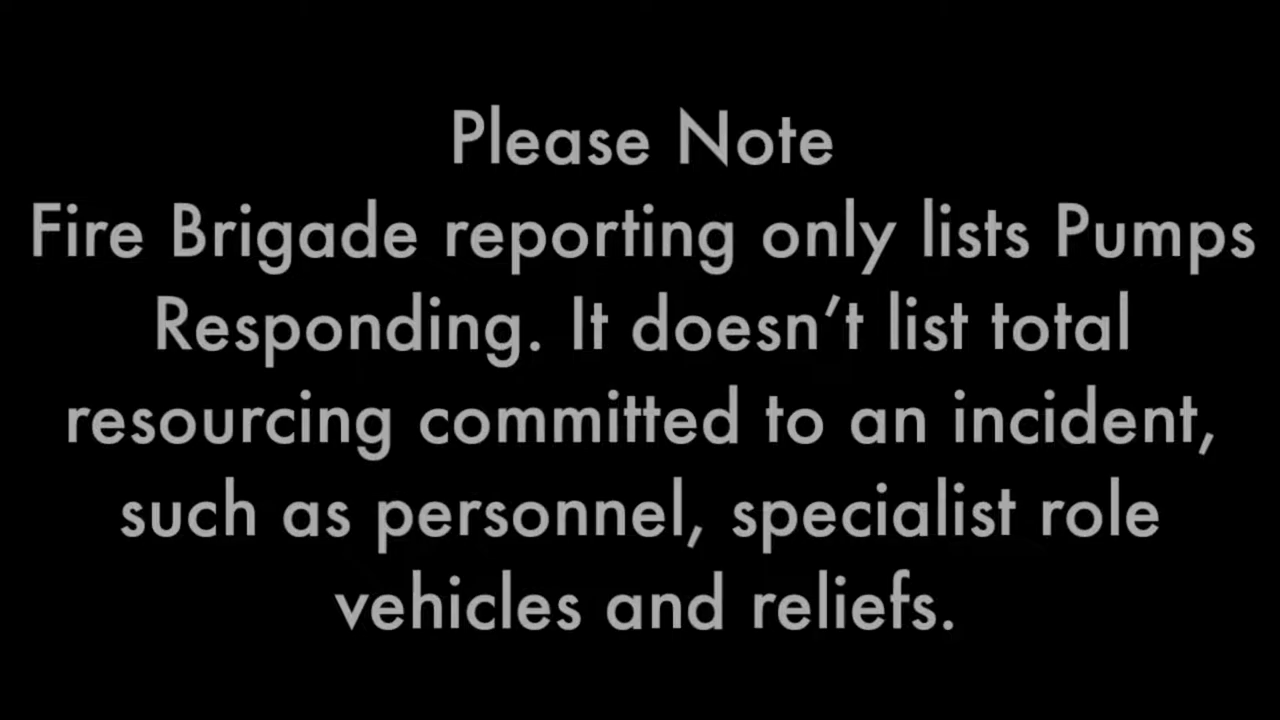 Please Note
Fire Brigade reporting only lists Pumps
Responding. It doesn’t list total
resourcing committed to an incident,
such as personnel, specialist role
vehicles and reliefs.